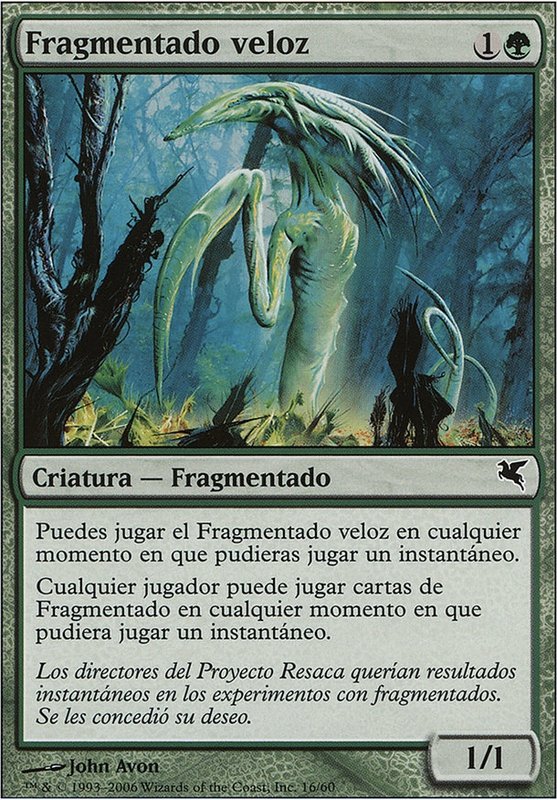 Fragmentado veloz 1
Criatura — Fragmentado
Puedes jugar el Fragmentado veloz en cualquier
momento en que pudieras jugar un instantáneo.
Cualquier jugador puede jugar cartas de
Fragmentado en cualquier momento en que
pudiera jugar un instantáneo.
Los directores del Proyecto Resaca querían resultados
instantáneos en los experimentos con fragmentados.
Se les concedió su deseo.
1/1
John Avon
™ & © 1993–2006 Wizards of the Coast, Inc. 16/60